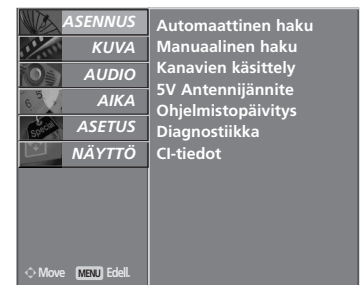 ASENNUS
KUVA
AUDIO
AIKA
ASETUS
NÄYTTÖ
Automaattinen haku
Manuaalinen haku
Kanavien käsittely
5V Antennijännite
Ohjelmistopäivitys
Diagnostiikka
CI-tiedot
Move MENU Edell.